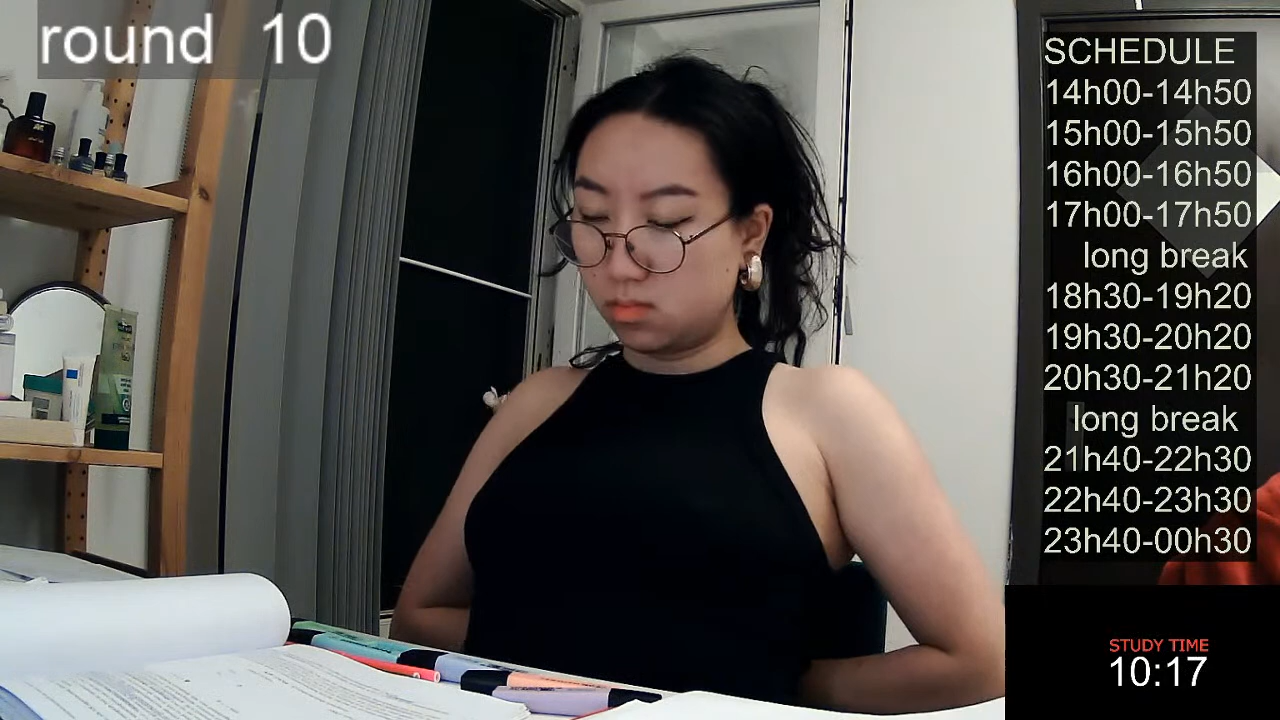 round 10
SCHEDULE
14h00-14h50
15h00-15h50
16h00-16h50
17h00-17h50
long break
18h30-19h20
19h30-20h20
20h30-21h20
long break
21h40-22h30
22h40-23h30
23h40-00h30
STUDY TIME
10:17